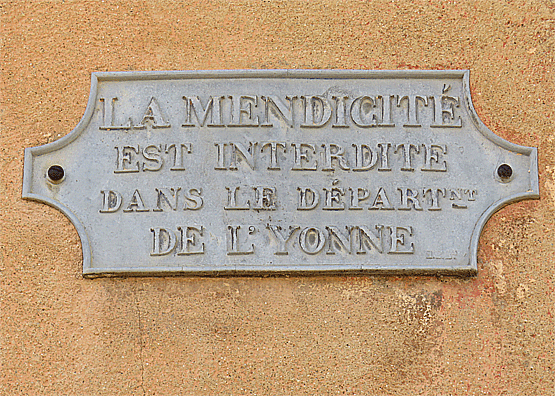 LA MENDICITÉ
EST INTERDITE
DANS LE DÉPARTNT
DE L'YONNE